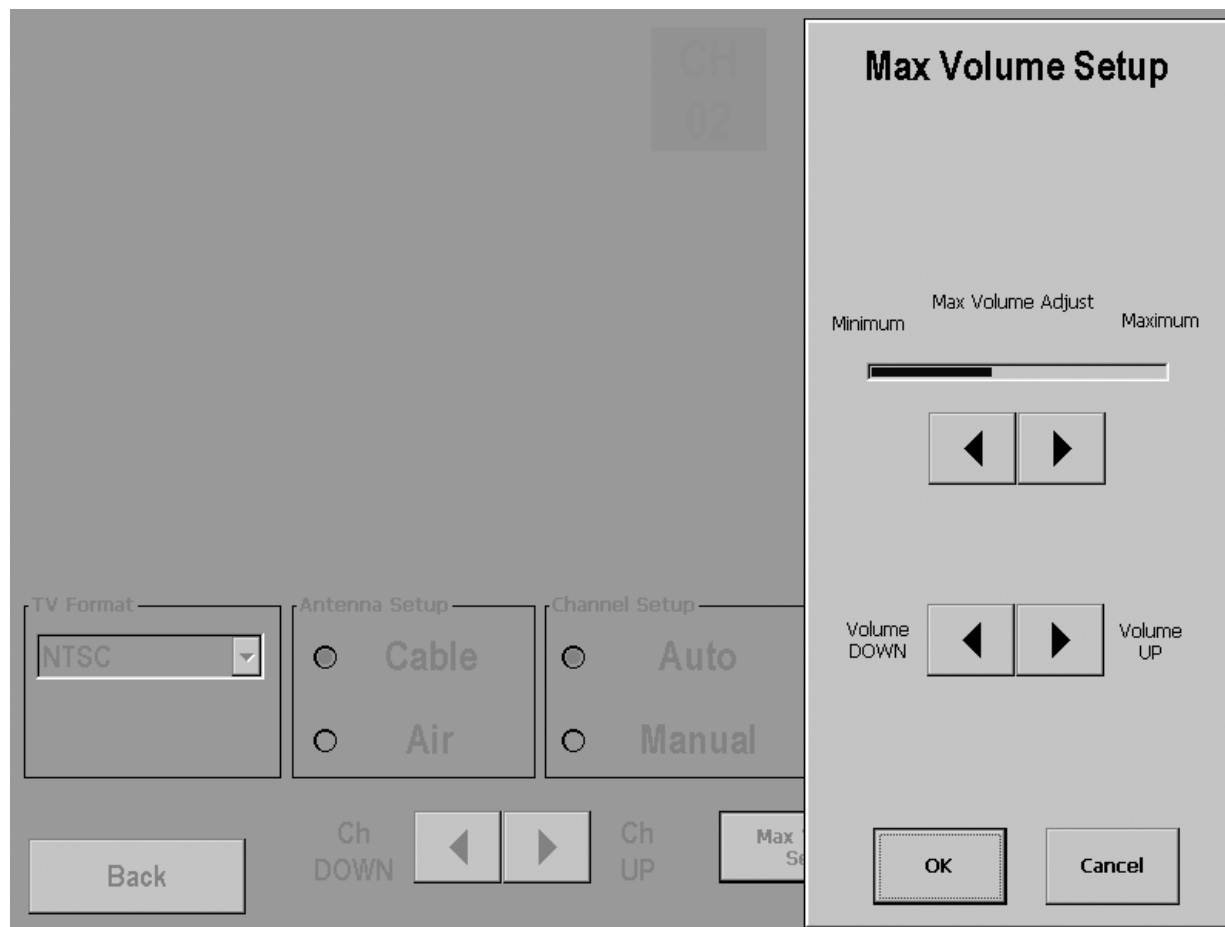 CH
02
Max Volume Setup
Max Volume Adjust
Minimum
Maximum
Volume
DOWN
Volume
UP
TV Format
NTSC
Antenna Setup
Cable
Air
Channel Setup
Auto
Manual
Back
Ch
DOWN
Ch
UP
Max
OK
Cancel